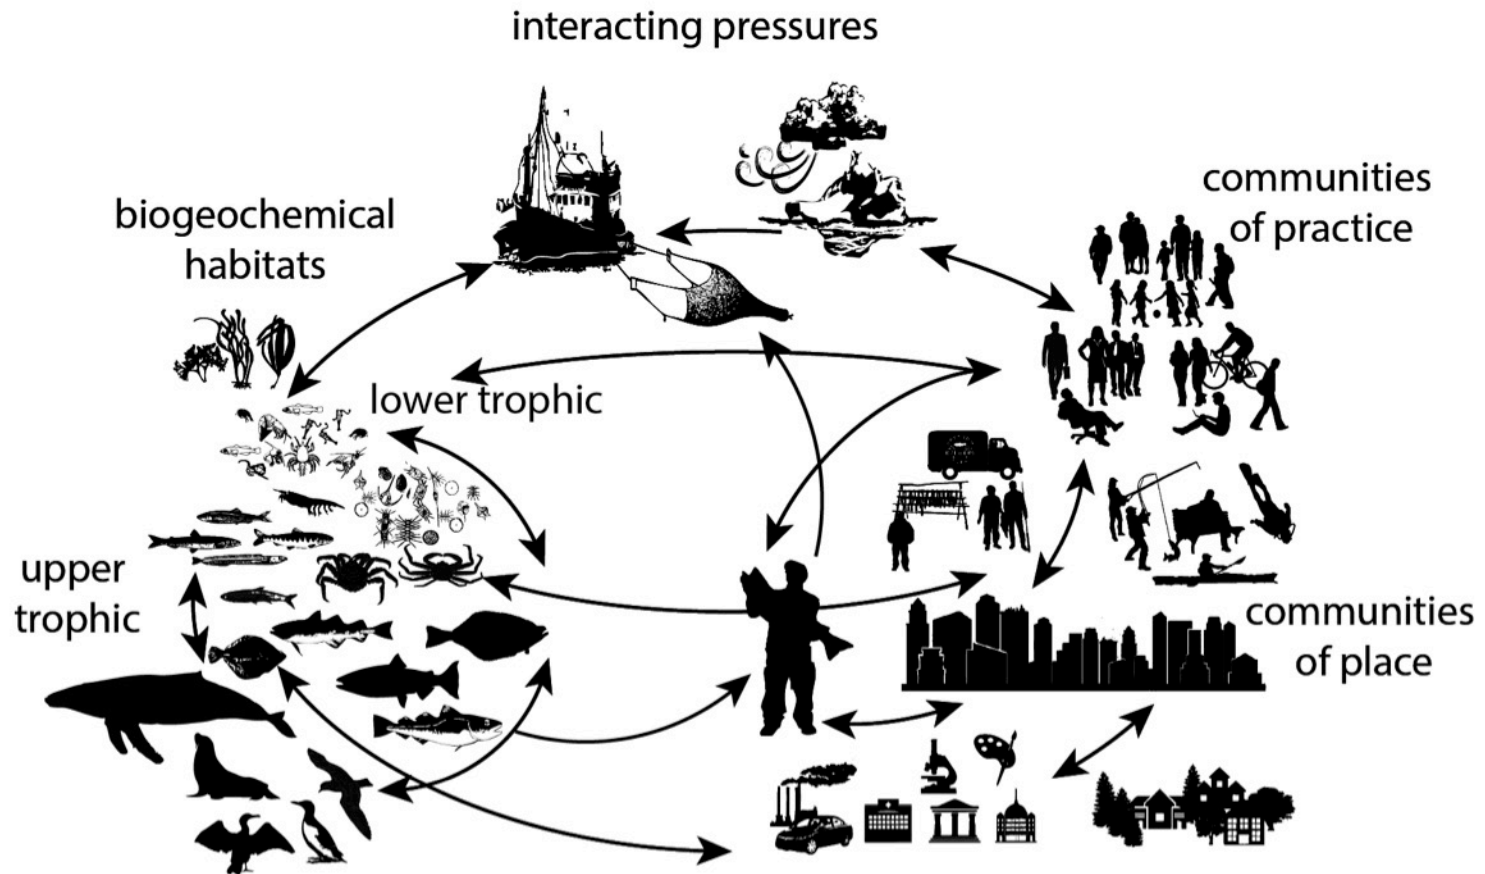 interacting pressures
communities
of practice
biogeochemical
habitats
lower trophic
upper
trophic
communities
of place